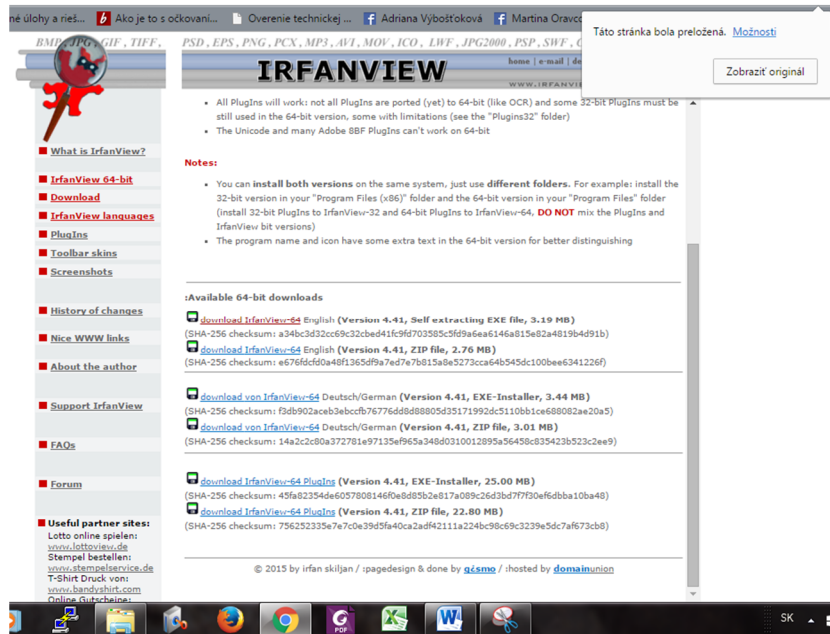 né úlohy a rieš...
Ako je to s očkovaní...
Overenie technickej ...
Adriana Výbošťoková
Martina Oravco
Táto stránka bola preložená. Možnosti
Zobraziť originál
BMP, JPG, GIF, TIFF,
PSD, EPS, PNG, PCX, MP3, AVI, MOV, ICO, LWF, JPG2000, PSP, SWF,
home | e-mail | de
IRFANVIEW
WWW.IRFANVI
What is IrfanView?
IrfanView 64-bit
Download
IrfanView languages
PlugIns
Toolbar skins
Screenshots
History of changes
Nice WWW links
About the author
Support IrfanView
FAQs
Forum
Useful partner sites:
Lotto online spielen:
www.lottoview.de
Stempel bestellen:
www.stempelservice.de
T-Shirt Druck von:
www.bandyshirt.com
Online Gutscheine:
All PlugIns will work: not all PlugIns are ported (yet) to 64-bit (like OCR) and some 32-bit PlugIns must be
still used in the 64-bit version, some with limitations (see the "Plugins32" folder)
The Unicode and many Adobe 8BF PlugIns can't work on 64-bit
Notes:
You can install both versions on the same system, just use different folders. For example: install the
32-bit version in your "Program Files (x86)" folder and the 64-bit version in your "Program Files" folder
(install 32-bit PlugIns to IrfanView-32 and 64-bit PlugIns to IrfanView-64, DO NOT mix the PlugIns and
IrfanView bit versions)
The program name and icon have some extra text in the 64-bit version for better distinguishing
:Available 64-bit downloads
download IrfanView-64 English (Version 4.41, Self extracting EXE file, 3.19 MB)
(SHA-256 checksum: a34bc3d32cc69c32cbed41fc9fd703585c5fd9a6ea6146a815e82a4819b4d91b)
download IrfanView-64 English (Version 4.41, ZIP file, 2.76 MB)
(SHA-256 checksum: e676fdcfd0a48f1365df9a7ed7e7b815a8e5273cca64b545dc100bee6341226f)
download von IrfanView-64 Deutsch/German (Version 4.41, EXE-Installer, 3.44 MB)
(SHA-256 checksum: f3db902aceb3ebccfb76776dd8d88805d35171992dc5110bb1ce688082ae20a5)
download von IrfanView-64 Deutsch/German (Version 4.41, ZIP file, 3.01 MB)
(SHA-256 checksum: 14a2c2c80a372781e97135ef965a348d0310012895a56458c835423b523c2ee9)
download IrfanView-64 PlugIns (Version 4.41, EXE-Installer, 25.00 MB)
(SHA-256 checksum: 45fa82354de6057808146f0e8d85b2e817a089c26d3bd7f7f30ef6dbba10ba48)
download IrfanView-64 PlugIns (Version 4.41, ZIP file, 22.80 MB)
(SHA-256 checksum: 756252335e7e7c0e39d5fa40ca2adf42111a224bc98c69c3239e5dc7af673cb8)
© 2015 by irfan skiljan / :pagedesign & done by gésmo / :hosted by domainunion
PDF
SK